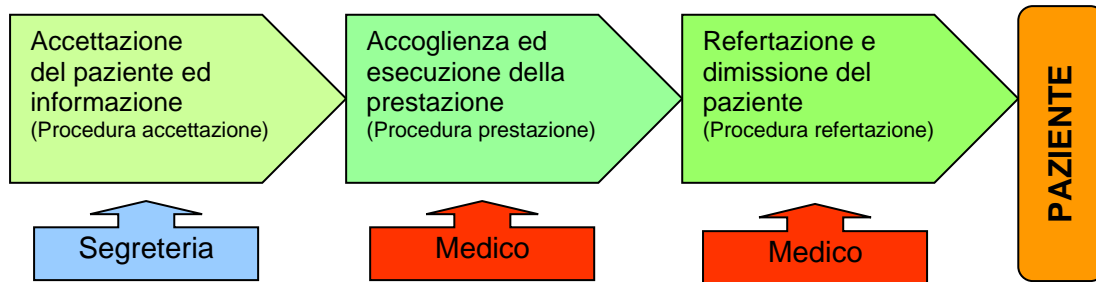 Accettazione
del paziente ed
informazione
(Procedura accettazione)
Accoglienza ed
esecuzione della
prestazione
(Procedura prestazione)
Refertazione e
dimissione del
paziente
(Procedura refertazione)
PAZIENTE
Segreteria
Medico
Medico